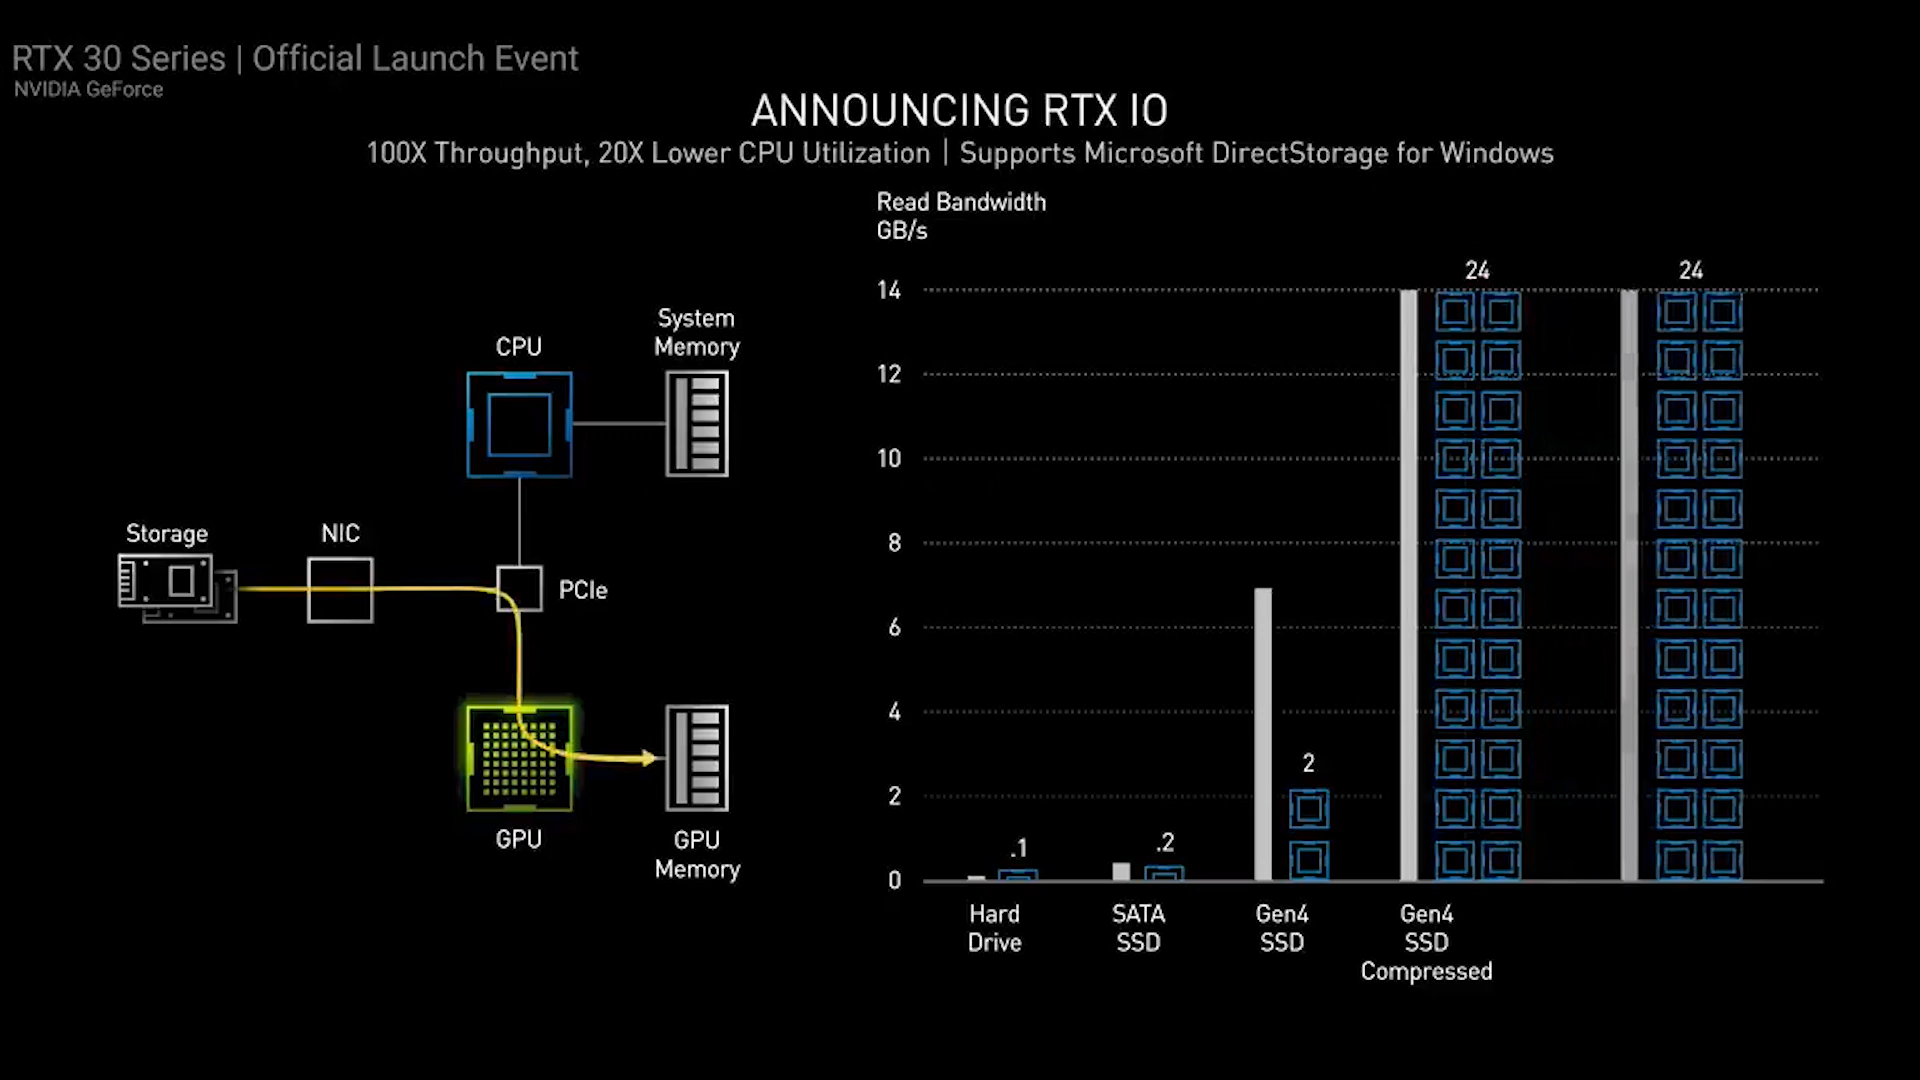 RTX 30 Series | Official Launch Event
NVIDIA GeForce
ANNOUNCING RTX IO
100X Throughput, 20X Lower CPU Utilization | Supports Microsoft DirectStorage for Windows
CPU
System
Memory
Storage
NIC
PCIe
GPU
GPU
Memory
Read Bandwidth
GB/s
14
12
10
8
6
4
2
0
.1
.2
2
24
24
Hard
Drive
SATA
SSD
Gen4
SSD
Gen4
SSD
Compressed